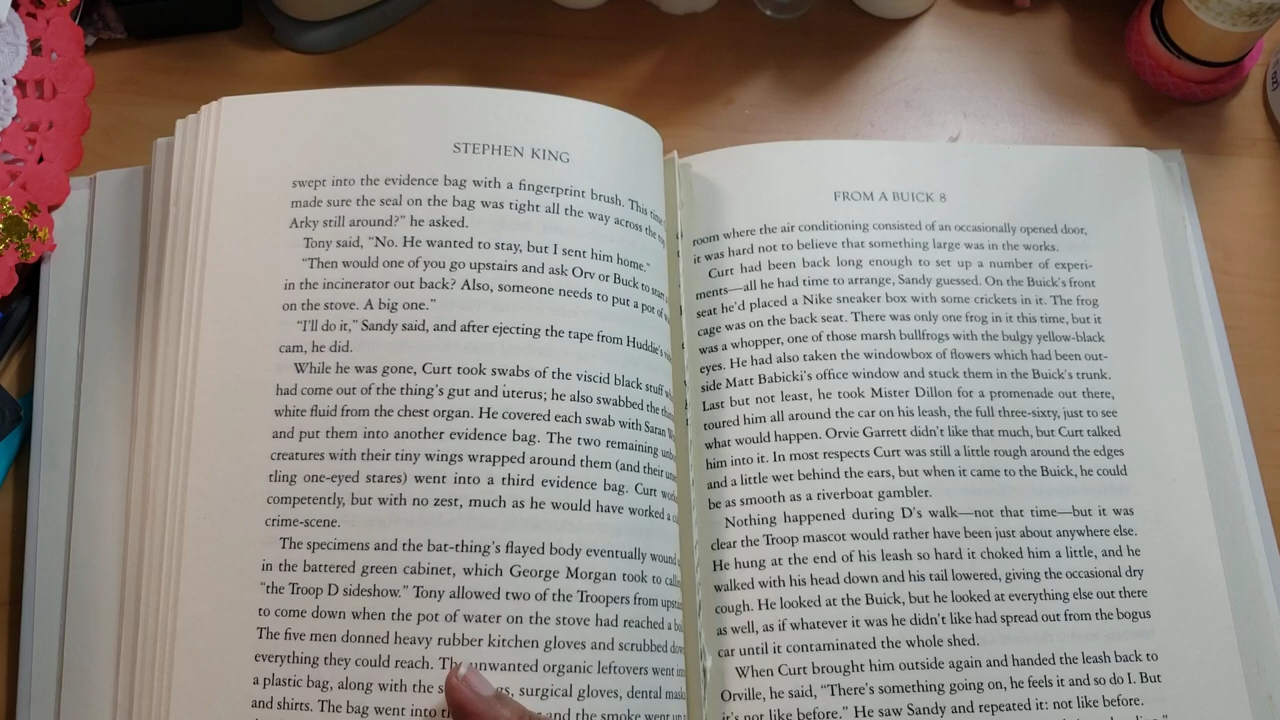 STEPHEN KING
swept into the evidence bag with a fingerprint brush. This time
made sure the seal on the bag was tight all the way across the top
Arky still around?” he asked.
Tony said, “No. He wanted to stay, but I sent him home.”
“Then would one of you go upstairs and ask Orv or Buck to start
in the incinerator out back? Also, someone needs to put a pot of
on the stove. A big one.”
“I'll do it,” Sandy said, and after ejecting the tape from Huddie's
cam, he did.
While he was gone, Curt took swabs of the viscid black stuff
had come out of the thing's gut and uterus; he also swabbed the
white fluid from the chest organ. He covered each swab with Saran
and put them into another evidence bag. The two remaining
creatures with their tiny wings wrapped around them (and their
tling one-eyed stares) went into a third evidence bag. Curt
competently, but with no zest, much as he would have worked a
crime-scene.
The specimens and the bat-thing's flayed body eventually wound
in the battered green cabinet, which George Morgan took to
“the Troop D sideshow.” Tony allowed two of the Troopers from
to come down when the pot of water on the stove had reached a
The five men donned heavy rubber kitchen gloves and scrubbed
everything they could reach. The unwanted organic leftovers went
a plastic bag, along with the surgical gloves, dental
and shirts. The bag went into and the smoke went
FROM A BUICK 8
room where the air conditioning consisted of an occasionally opened door,
it was hard not to believe that something large was in the works.
Curt had been back long enough to set up a number of experi-
ments—all he had time to arrange, Sandy guessed. On the Buick's front
seat he'd placed a Nike sneaker box with some crickets in it. The frog
cage was on the back seat. There was only one frog in it this time, but it
was a whopper, one of those marsh bullfrogs with the bulgy yellow-black
eyes. He had also taken the windowbox of flowers which had been out-
side Matt Babicki's office window and stuck them in the Buick's trunk.
Last but not least, he took Mister Dillon for a promenade out there,
toured him all around the car on his leash, the full three-sixty, just to see
what would happen. Orvie Garrett didn't like that much, but Curt talked
him into it. In most respects Curt was still a little rough around the edges
and a little wet behind the ears, but when it came to the Buick, he could
be as smooth as a riverboat gambler.
Nothing happened during D's walk—not that time—but it was
clear the Troop mascot would rather have been just about anywhere else.
He hung at the end of his leash so hard it choked him a little, and he
walked with his head down and his tail lowered, giving the occasional dry
cough. He looked at the Buick, but he looked at everything else out there
as well, as if whatever it was he didn't like had spread out from the bogus
car until it contaminated the whole shed.
When Curt brought him outside again and handed the leash back to
Orville, he said, “There's something going on, he feels it and so do I. But
it's not like before.” He saw Sandy and repeated it: not like before.